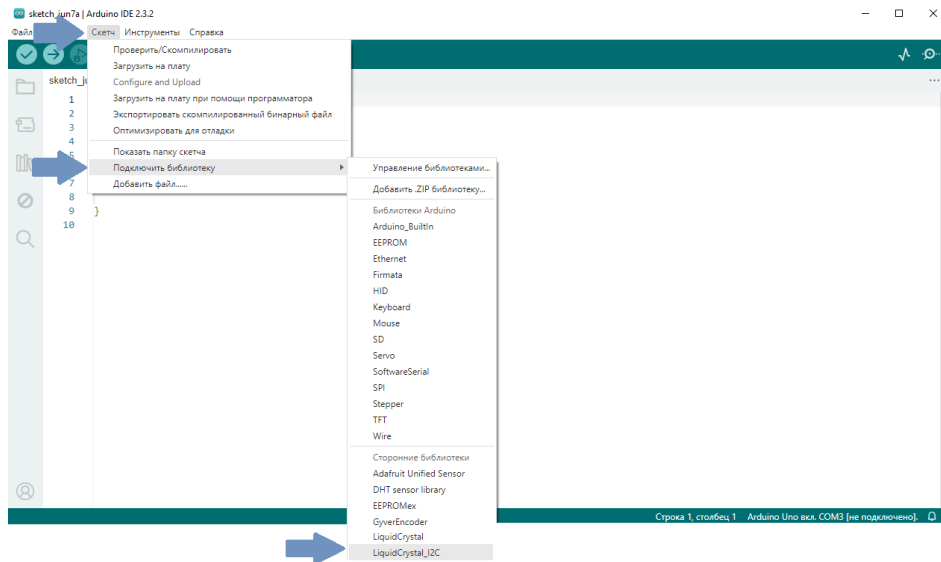 sketch_jun7a | Arduino IDE 2.3.2
Скетч Инструменты Справка
Проверить/Скомпилировать
Загрузить на плату
Configure and Upload
Загрузить на плату при помощи программатора
Экспортировать скомпилированный бинарный файл
Оптимизировать для отладки
Показать папку скетча
Подключить библиотеку
Добавить файл......
1
2
3
4
7
8
9 }
10
Управление библиотеками...
Добавить .ZIP библиотеку...
Библиотеки Arduino
Arduino_BuiltIn
EEPROM
Ethernet
Firmata
HID
Keyboard
Mouse
SD
Servo
SoftwareSerial
SPI
Stepper
TFT
Wire
Сторонние библиотеки
Adafruit Unified Sensor
DHT sensor library
EEPROMex
GyverEncoder
LiquidCrystal
LiquidCrystal_I2C
Строка 1, столбец 1 Arduino Uno вкл. COM3 [не подключено].